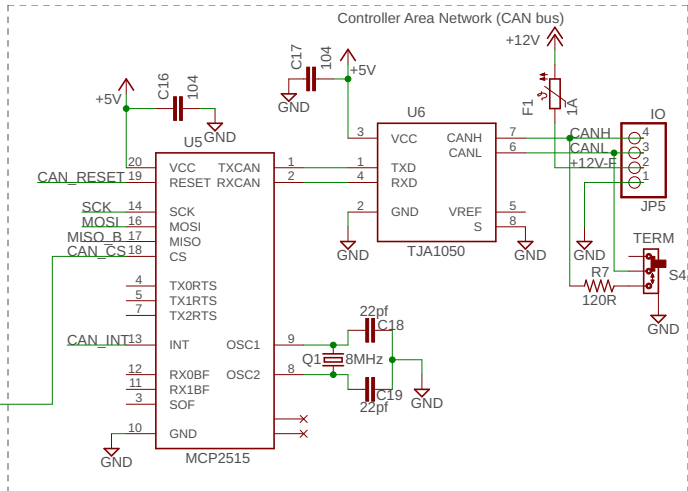 Controller Area Network (CAN bus)
+12V
C17
104
+5V
GND
C16
104
+5V
GND
F1
1A
U6
IO
U5
3 VCC CANH 7
CANL 6
CANH 4
CANL 3
+12V-F 2
1
JP5
20 VCC TXCAN 1
1 TXD
CAN_RESET 19 RESET RXCAN 2
4 RXD
SCK 14 SCK
2 GND VREF 5
MOSI 16 MOSI
S 8
MISO_B 17 MISO
CAN_CS 18 CS
GND
TJA1050
GND
GND
TERM
S4
R7
120R
GND
4 TX0RTS
5 TX1RTS
7 TX2RTS
22pf
C18
CAN_INT 13 INT OSC1 9
Q1 8MHz
12 RX0BF OSC2 8
11 RX1BF
C19
22pf
GND
3 SOF
10 GND
GND
MCP2515